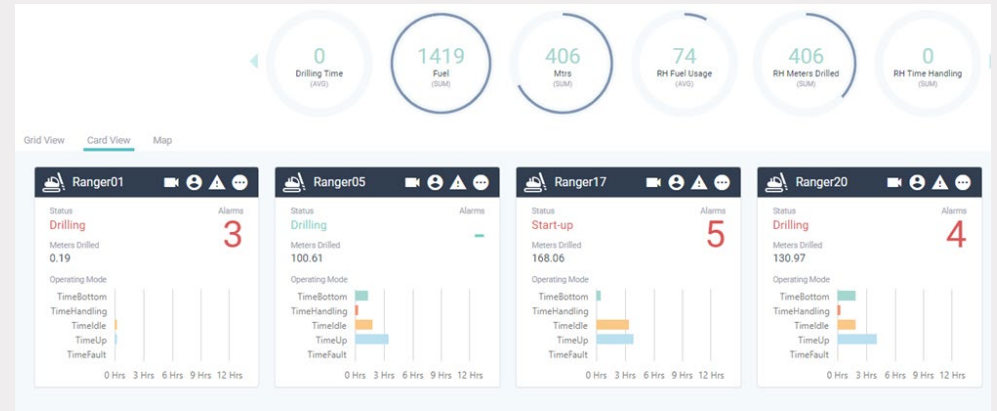 0
Drilling Time
(AVG)
1419
Fuel
(SUM)
406
Mtrs
(SUM)
74
RH Fuel Usage
(AVG)
406
RH Meters Drilled
(SUM)
0
RH Time Handling
(SUM)
Grid View Card View Map
Ranger01
Status Alarms
Drilling 3
Meters Drilled
0.19
Operating Mode
TimeBottom
TimeHandling
TimeIdle
TimeUp
TimeFault
0 Hrs 3 Hrs 6 Hrs 9 Hrs 12 Hrs
Ranger05
Status Alarms
Drilling -
Meters Drilled
100.61
Operating Mode
TimeBottom
TimeHandling
TimeIdle
TimeUp
TimeFault
0 Hrs 3 Hrs 6 Hrs 9 Hrs 12 Hrs
Ranger17
Status Alarms
Start-up 5
Meters Drilled
168.06
Operating Mode
TimeBottom
TimeHandling
TimeIdle
TimeUp
TimeFault
0 Hrs 3 Hrs 6 Hrs 9 Hrs 12 Hrs
Ranger20
Status Alarms
Drilling 4
Meters Drilled
130.97
Operating Mode
TimeBottom
TimeHandling
TimeIdle
TimeUp
TimeFault
0 Hrs 3 Hrs 6 Hrs 9 Hrs 12 Hrs